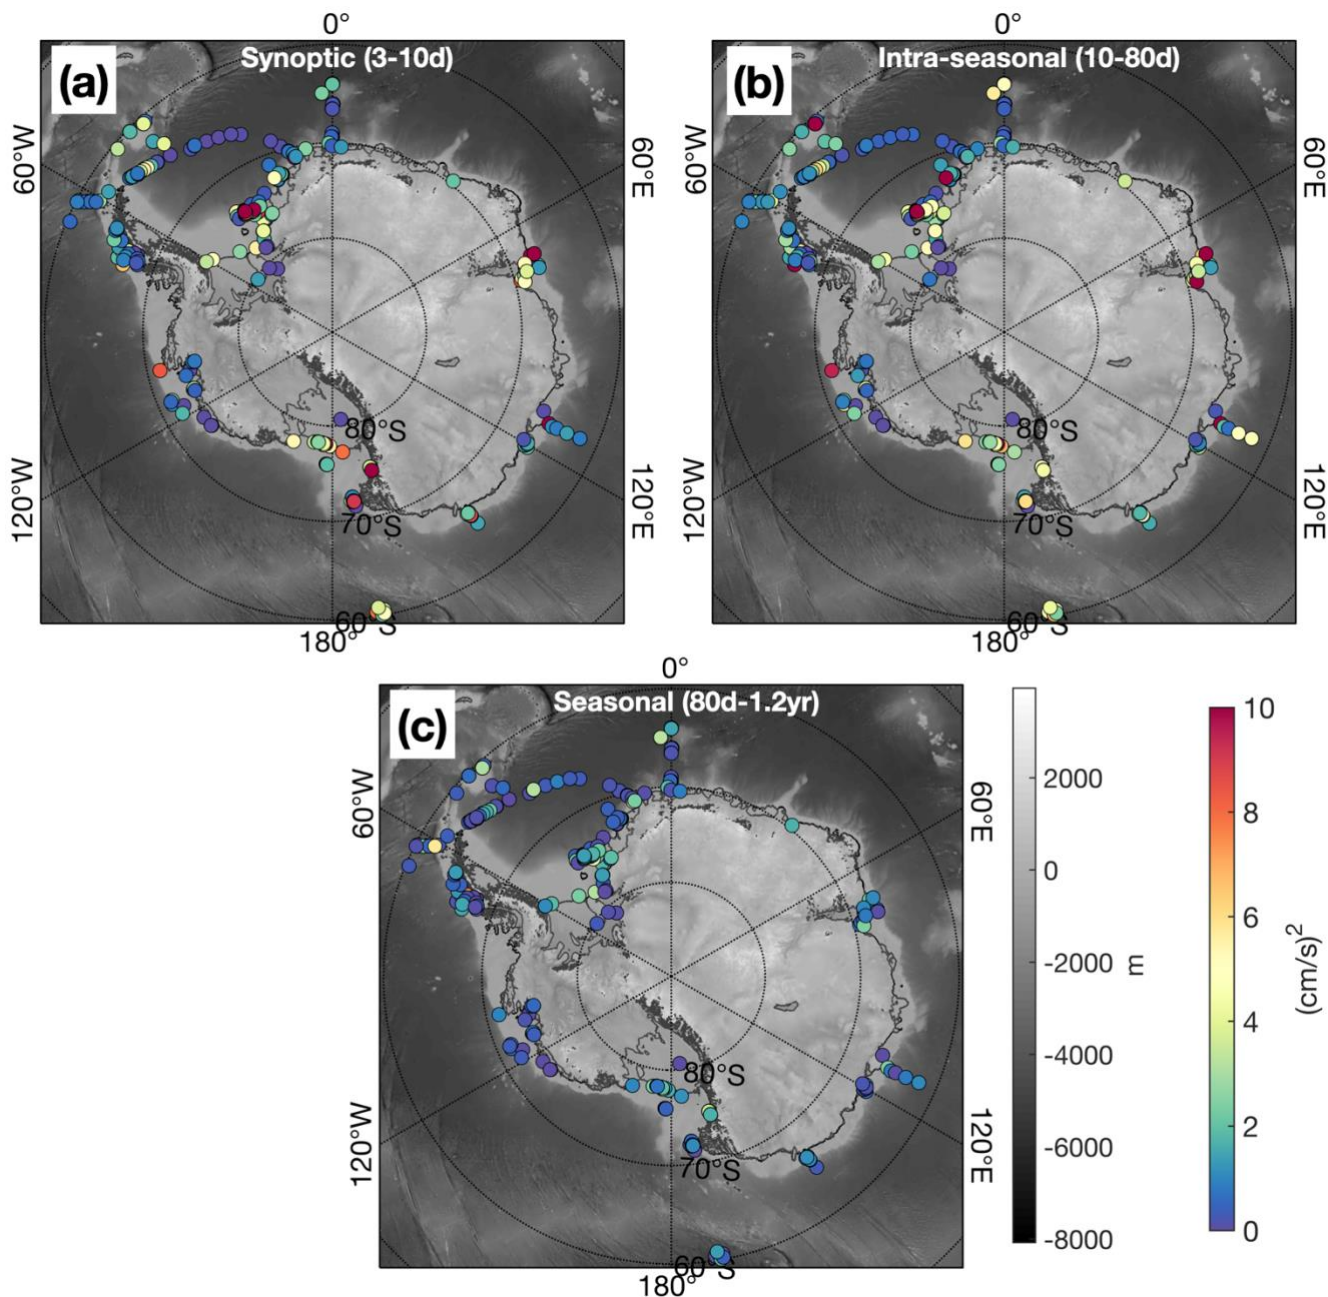 0°
(a)
Synoptic (3-10d)
60°W
60°E
120°W
120°E
80°S
70°S
60°S
180°
0°
(b)
Intra-seasonal (10-80d)
60°W
60°E
120°W
120°E
80°S
70°S
60°S
180°
0°
(c)
Seasonal (80d-1.2yr)
60°W
60°E
120°W
120°E
80°S
70°S
60°S
180°
2000
0
-2000
-4000
-6000
-8000
m
10
8
6
4
2
0
(cm/s)²